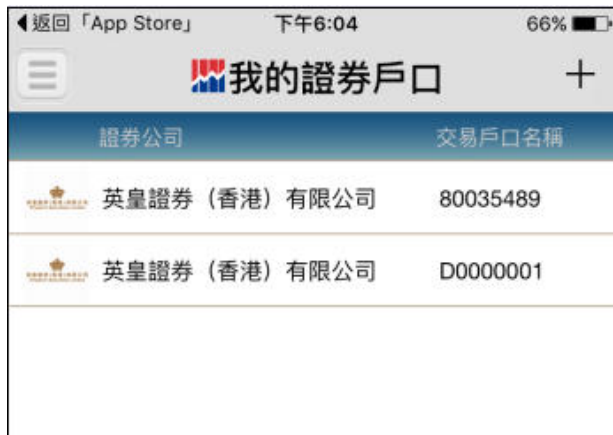 返回「App Store」 下午6:04 66%
我的證券戶口 +
證券公司 交易戶口名稱
英皇證券（香港）有限公司 80035489
英皇證券（香港）有限公司 D0000001